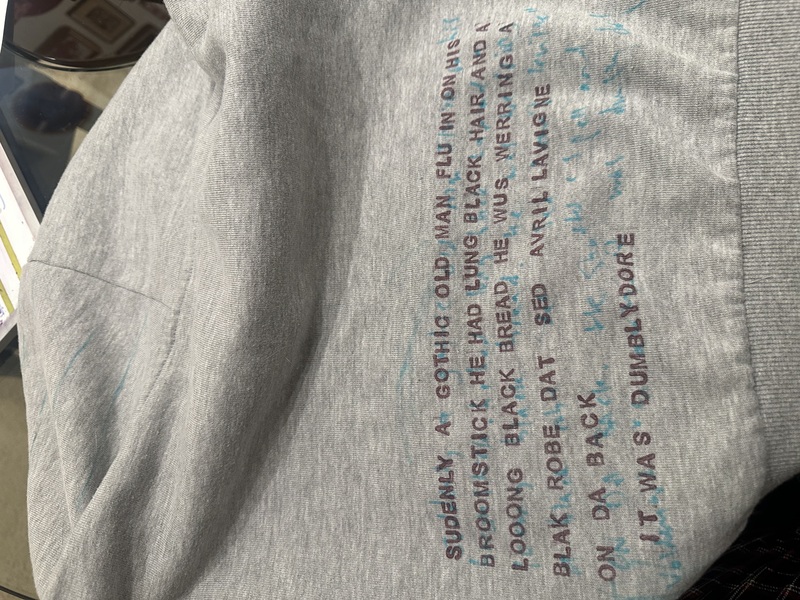 SUDENLY A GOTHIC OLD MAN FLU IN ON HIS
BROOMSTICK HE HAD LUNG BLACK HAIR AND A
LOOONG BLACK BREAD HE WUS WERRING A
BLAK ROBE DAT SED AVRIL LAVIGNE
ON DA BACK
IT WAS DUMBLYDORE